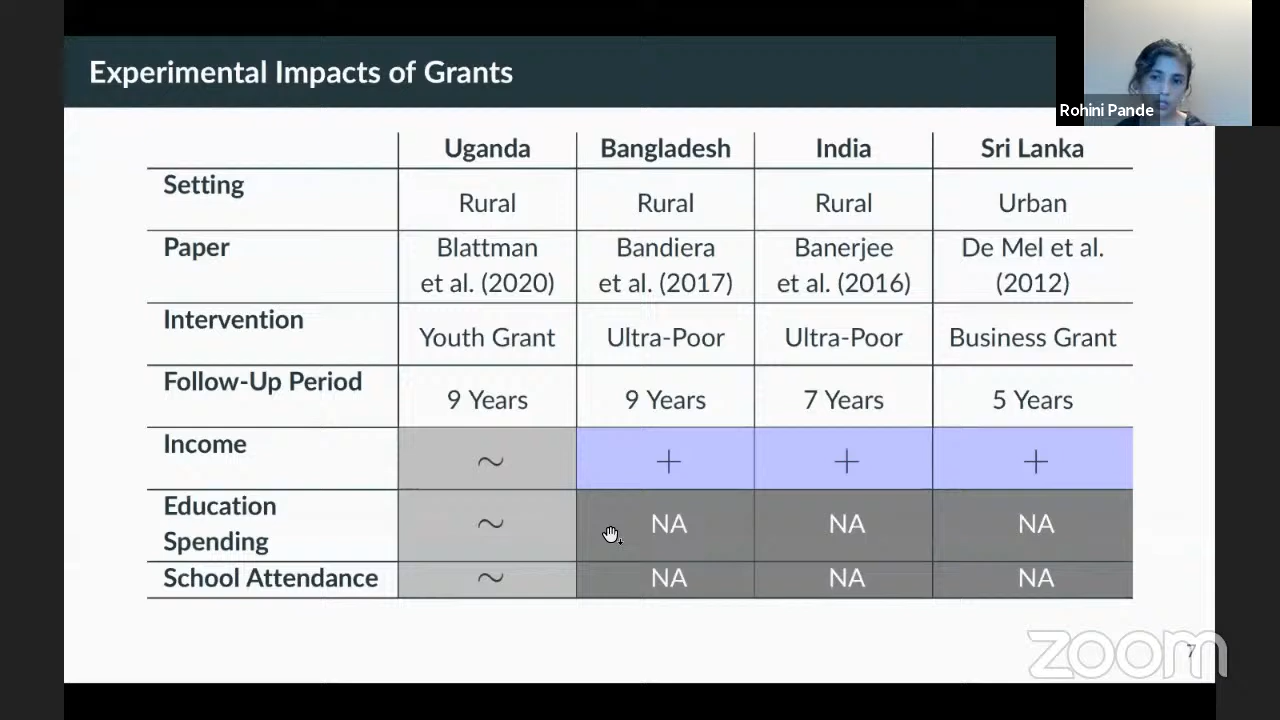 Experimental Impacts of Grants
Rohini Pande
Uganda Bangladesh India Sri Lanka
Setting Rural Rural Rural Urban
Paper Blattman et al. (2020) Bandiera et al. (2017) Banerjee et al. (2016) De Mel et al. (2012)
Intervention Youth Grant Ultra-Poor Ultra-Poor Business Grant
Follow-Up Period 9 Years 9 Years 7 Years 5 Years
Income ~ + + +
Education Spending ~ NA NA NA
School Attendance ~ NA NA NA
zoom
7